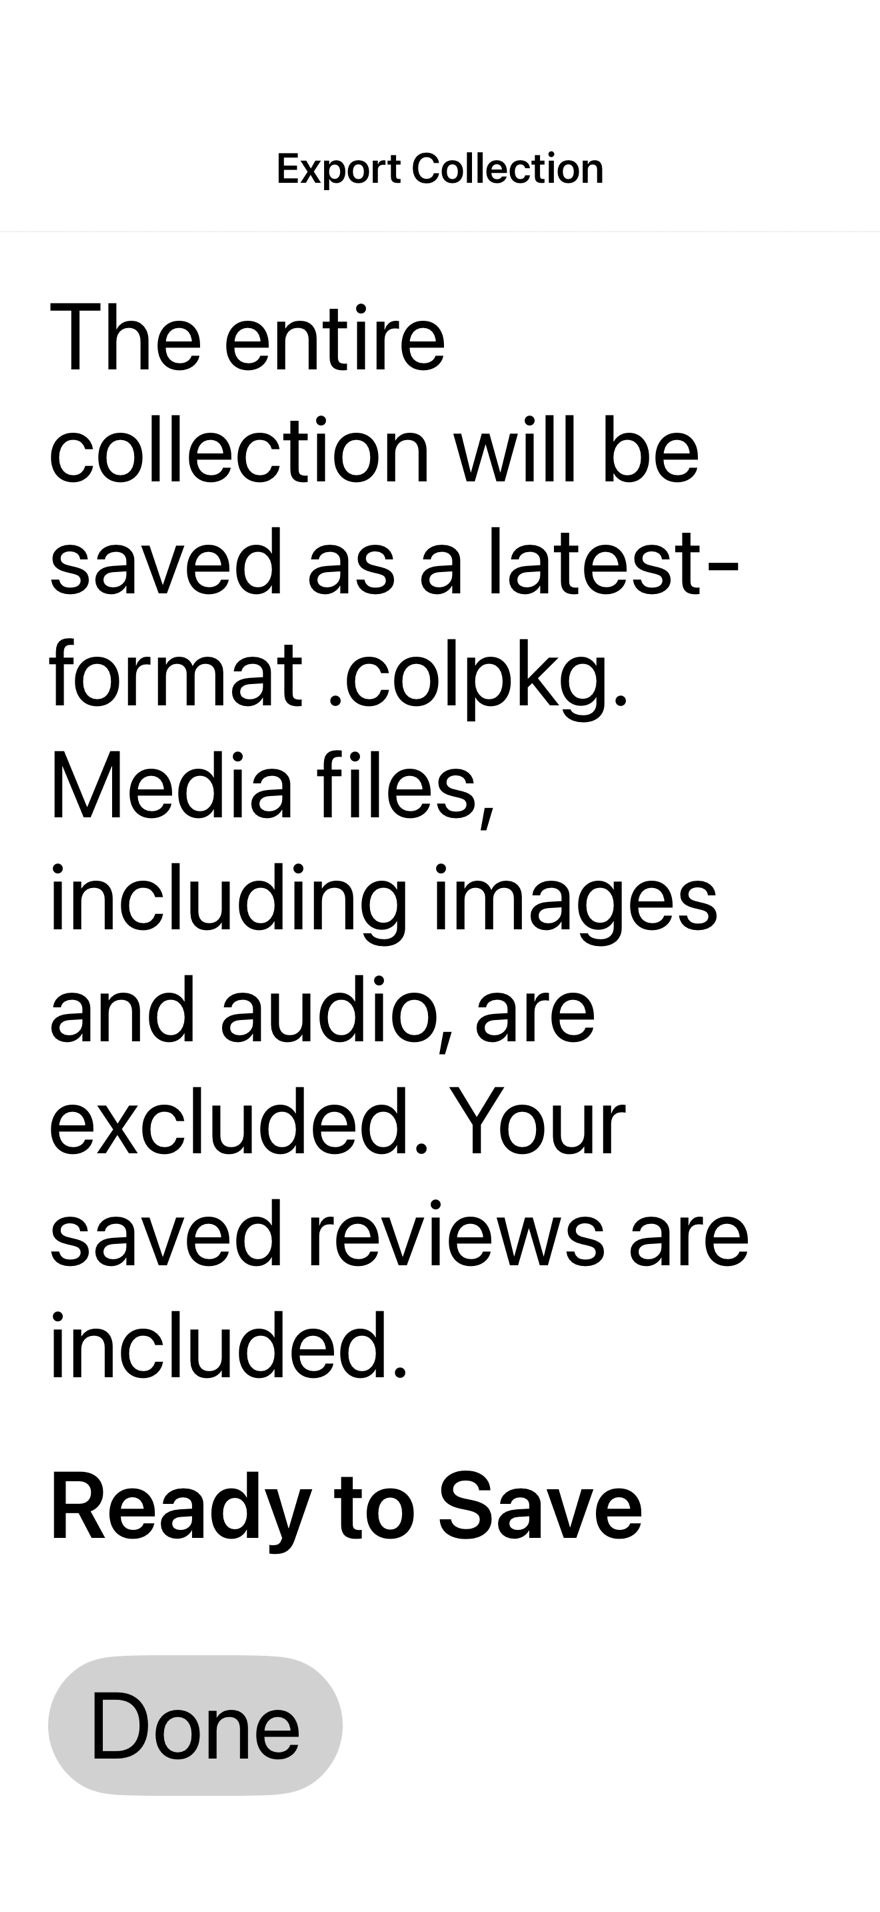 Export Collection
The entire
collection will be
saved as a latest-
format .colpkg.
Media files,
including images
and audio, are
excluded. Your
saved reviews are
included.
Ready to Save
Done